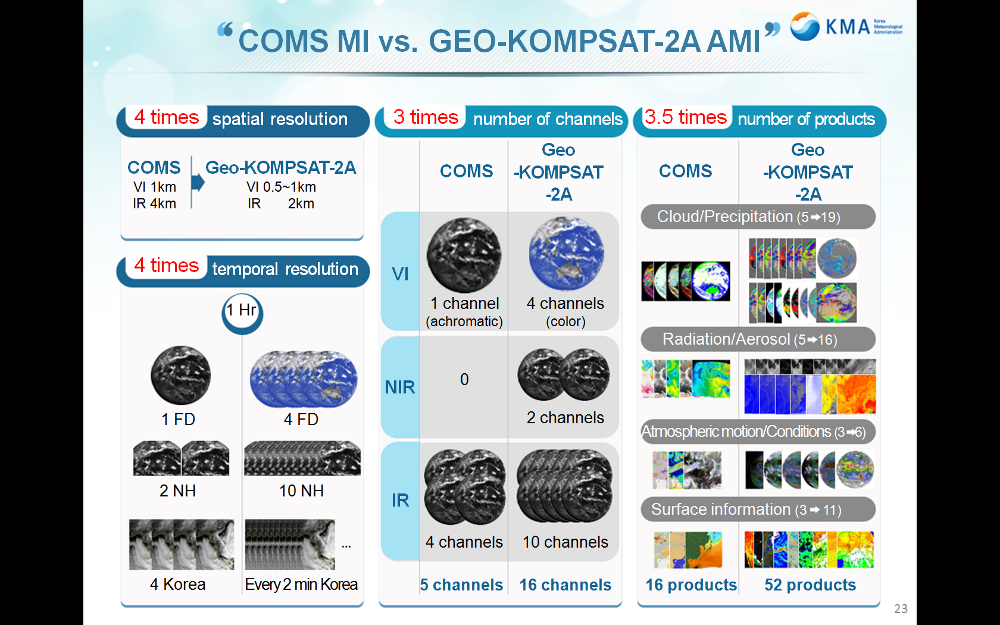 “ COMS MI vs. GEO-KOMPSAT-2A AMI ”
KMA Korea
Meteorological
Administration
4 times spatial resolution
COMS Geo-KOMPSAT-2A
VI 1km VI 0.5~1km
IR 4km IR 2km
4 times temporal resolution
1 Hr
1 FD 4 FD
2 NH 10 NH
...
4 Korea Every 2 min Korea
3 times number of channels
COMS
Geo
-KOMPSAT
-2A
VI
1 channel
(achromatic)
4 channels
(color)
NIR
0
2 channels
IR
4 channels 10 channels
5 channels 16 channels
3.5 times number of products
COMS
Geo
-KOMPSAT
-2A
Cloud/Precipitation (5➡19)
Radiation/Aerosol (5➡16)
Atmospheric motion/Conditions (3➡6)
Surface information (3➡11)
16 products 52 products
23